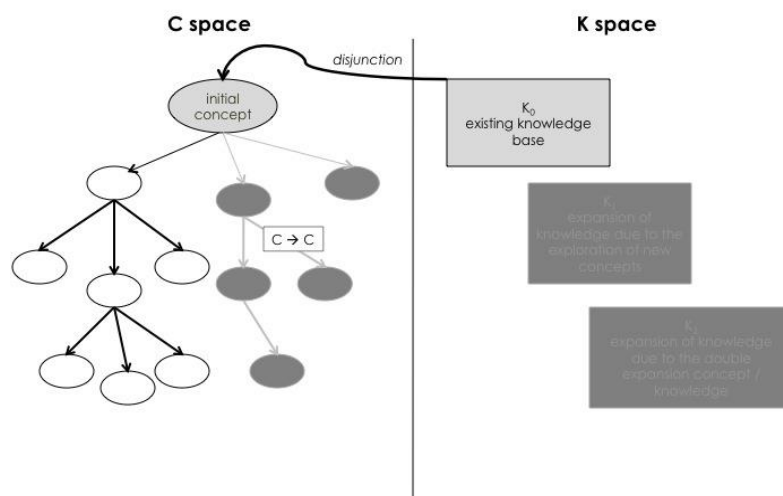 C space
K space
disjunction
initial
concept
K₀
existing knowledge
base
C → C
expansion of
knowledge due to the
exploration of new
concepts
expansion of knowledge
due to the double
expansion concept /
knowledge